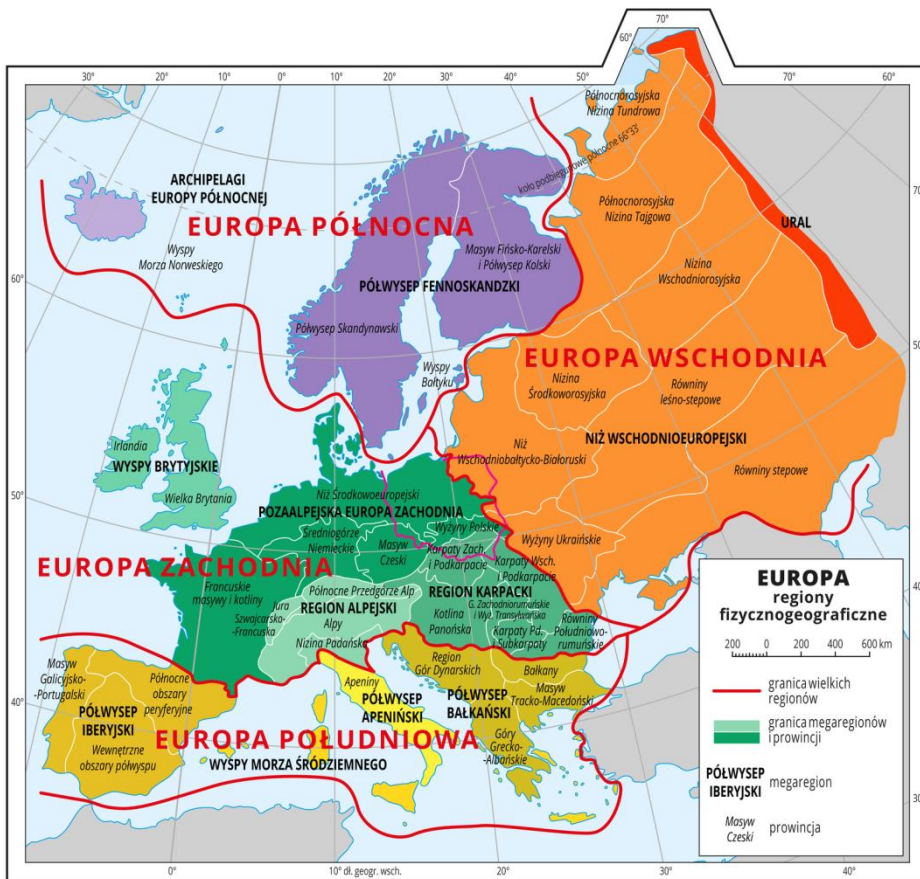 70°
60°
30°
20°
10°
0°
10°
20°
30°
40°
50°
70°
60°
Północnorosyjska
Nizina Tundrowa
koło podbiegunowe północne 66°33'
70
ARCHIPELAGI
EUROPY PÓŁNOCNEJ
EUROPA PÓŁNOCNA
Północnorosyjska
Nizina Tajgowa
URAL
Wyspy
Morza Norweskiego
Masyw Fińsko-Karelski
i Półwysep Kolski
Nizina
Wschodniorosyjska
60°
PÓŁWYSEP FENNOSKANDZKI
Półwysep Skandynawski
50
EUROPA WSCHODNIA
Wyspy
Bałtyku
Nizina
Środkoworosyjska
Równiny
leśno-stepowe
Irlandia
WYSPY BRYTYJSKIE
Niż
Wschodniobałtycko-Białoruski
NIŻ WSCHODNIOEUROPEJSKI
Równiny stepowe
Wielka Brytania
50°
Niż Środkowoeuropejski
POZAALPEJSKA EUROPA ZACHODNIA
Wyżyny Polskie
Średniogórze
Niemieckie
Masyw
Czeski
Wyżyny Ukraińskie
Karpaty Zach.
i Podkarpacie
Karpaty Wsch.
i Podkarpacie
EUROPA ZACHODNIA
Francuskie
masywy i kotliny
Północne Przedgórze Alp
REGION KARPACKI
Jura
Szwajcarsko-
-Francuska
REGION ALPEJSKI
Alpy
Kotlina
Panońska
G. Zachodniorumuńskie
i Wyż. Transylwańska
Równiny
Południowo-
rumuńskie
Karpaty Pd.
i Subkarpaty
Nizina Padańska
40
Masyw
Galicyjsko-
-Portugalski
Północne
obszary
peryferyjne
Region
Gór Dynarskich
Bałkany
Apeniny
Masyw
Tracko-Macedoński
40°
PÓŁWYSEP
IBERYJSKI
PÓŁWYSEP
APENIŃSKI
PÓŁWYSEP
BAŁKAŃSKI
Wewnętrzne
obszary półwyspu
EUROPA POŁUDNIOWA
WYSPY MORZA ŚRÓDZIEMNEGO
Góry
Grecko-
-Albańskie
0°
10° dł. geogr. wsch.
20°
30°
40°
EUROPA
regiony
fizycznogeograficzne
200 0 200 400 600 km
granica wielkich
regionów
granica megaregionów
i prowincji
PÓŁWYSEP
IBERYJSKI
megaregion
Masyw
Czeski
prowincja